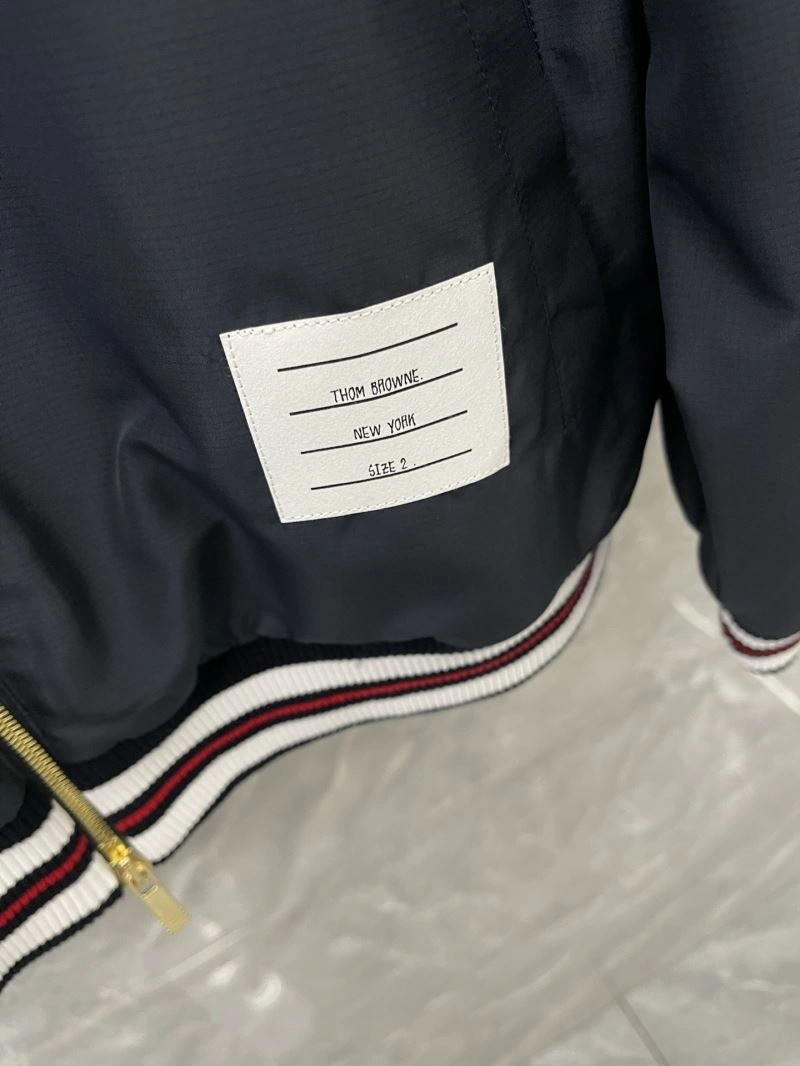 THOM BROWNE.
NEW YORK
SIZE 2.